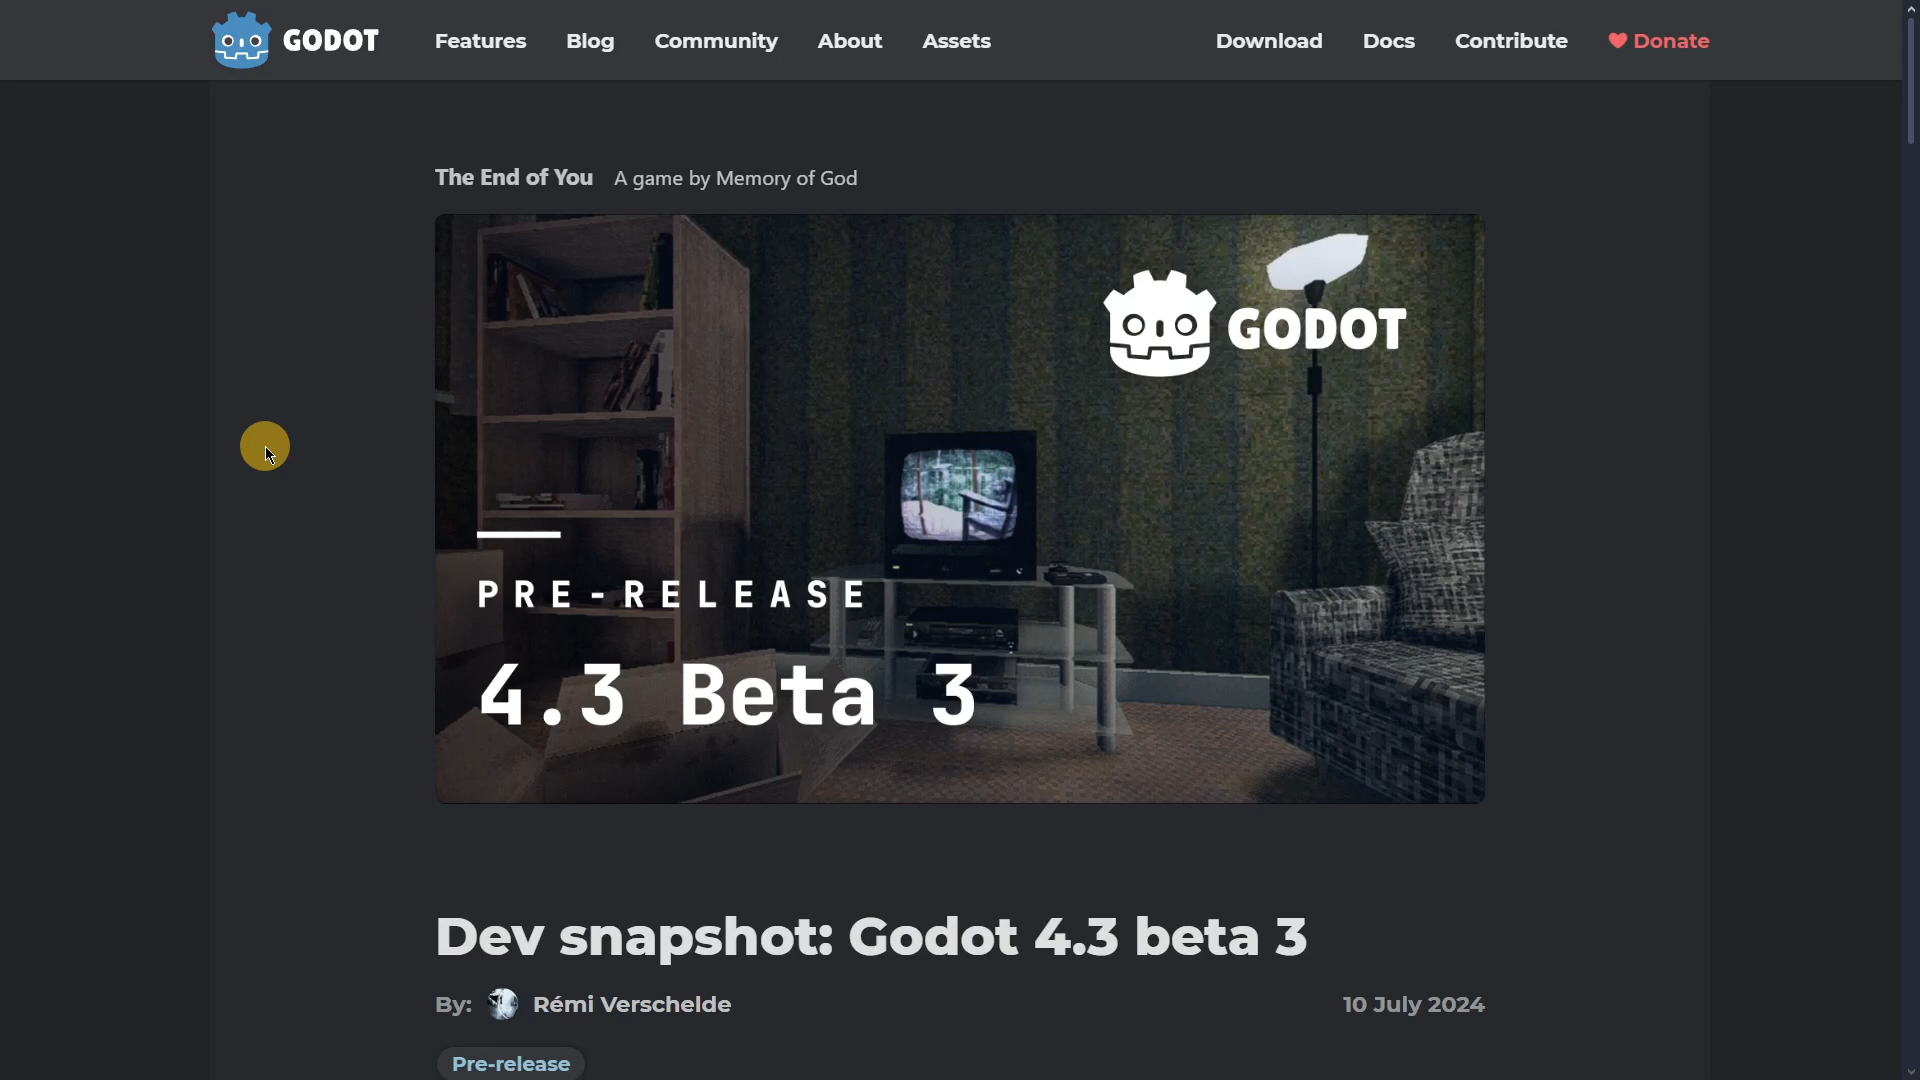 GODOT Features Blog Community About Assets Download Docs Contribute Donate
The End of You A game by Memory of God
GODOT
PRE-RELEASE
4.3 Beta 3
Dev snapshot: Godot 4.3 beta 3
By: Rémi Verschelde 10 July 2024
Pre-release